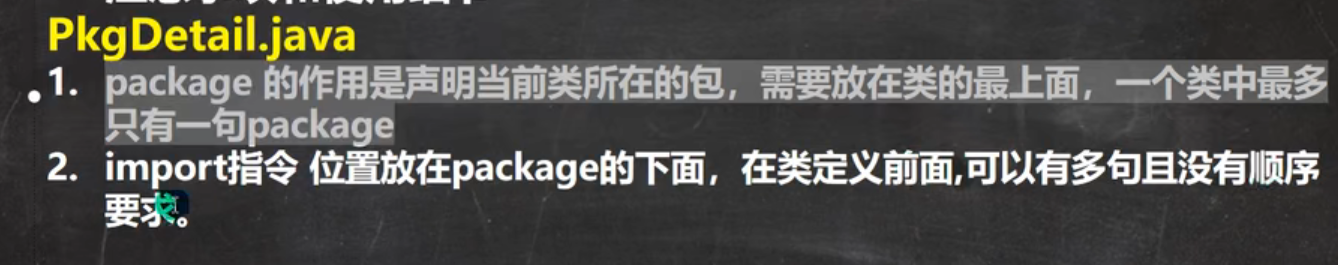 PkgDetail.java
1. package 的作用是声明当前类所在的包，需要放在类的最上面，一个类中最多
只有一句package
2. import指令 位置放在package的下面，在类定义前面,可以有多句且没有顺序
要求。